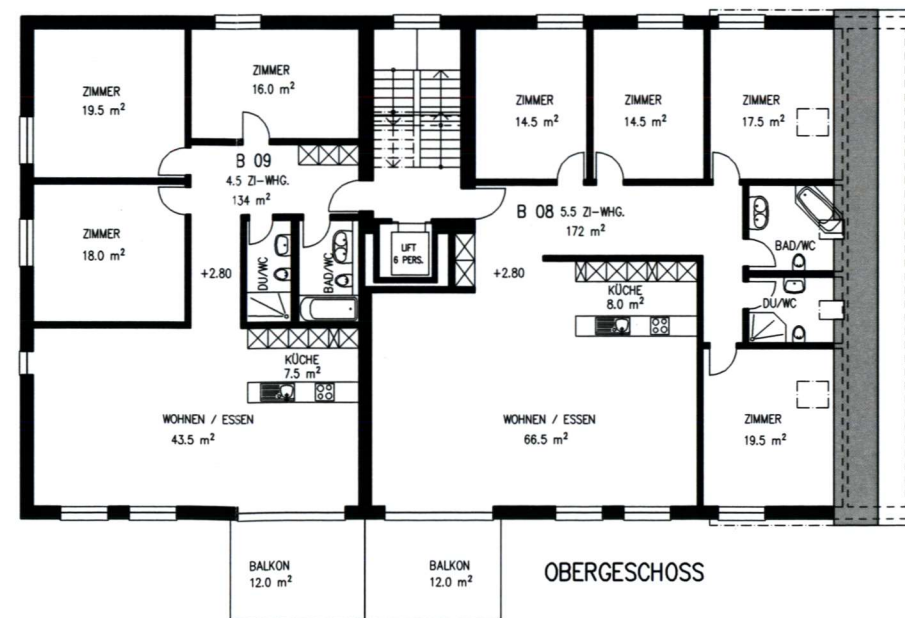 ZIMMER
19.5 m²
ZIMMER
16.0 m²
ZIMMER
14.5 m²
ZIMMER
14.5 m²
ZIMMER
17.5 m²
B 09
4.5 ZI-WHG.
134 m²
B 08 5.5 ZI-WHG.
172 m²
ZIMMER
18.0 m²
+2.80
DU/WC
BAD/WC
LIFT
6 PERS.
+2.80
BAD/WC
DU/WC
KÜCHE
8.0 m²
KÜCHE
7.5 m²
WOHNEN / ESSEN
43.5 m²
WOHNEN / ESSEN
66.5 m²
ZIMMER
19.5 m²
BALKON
12.0 m²
BALKON
12.0 m²
OBERGESCHOSS